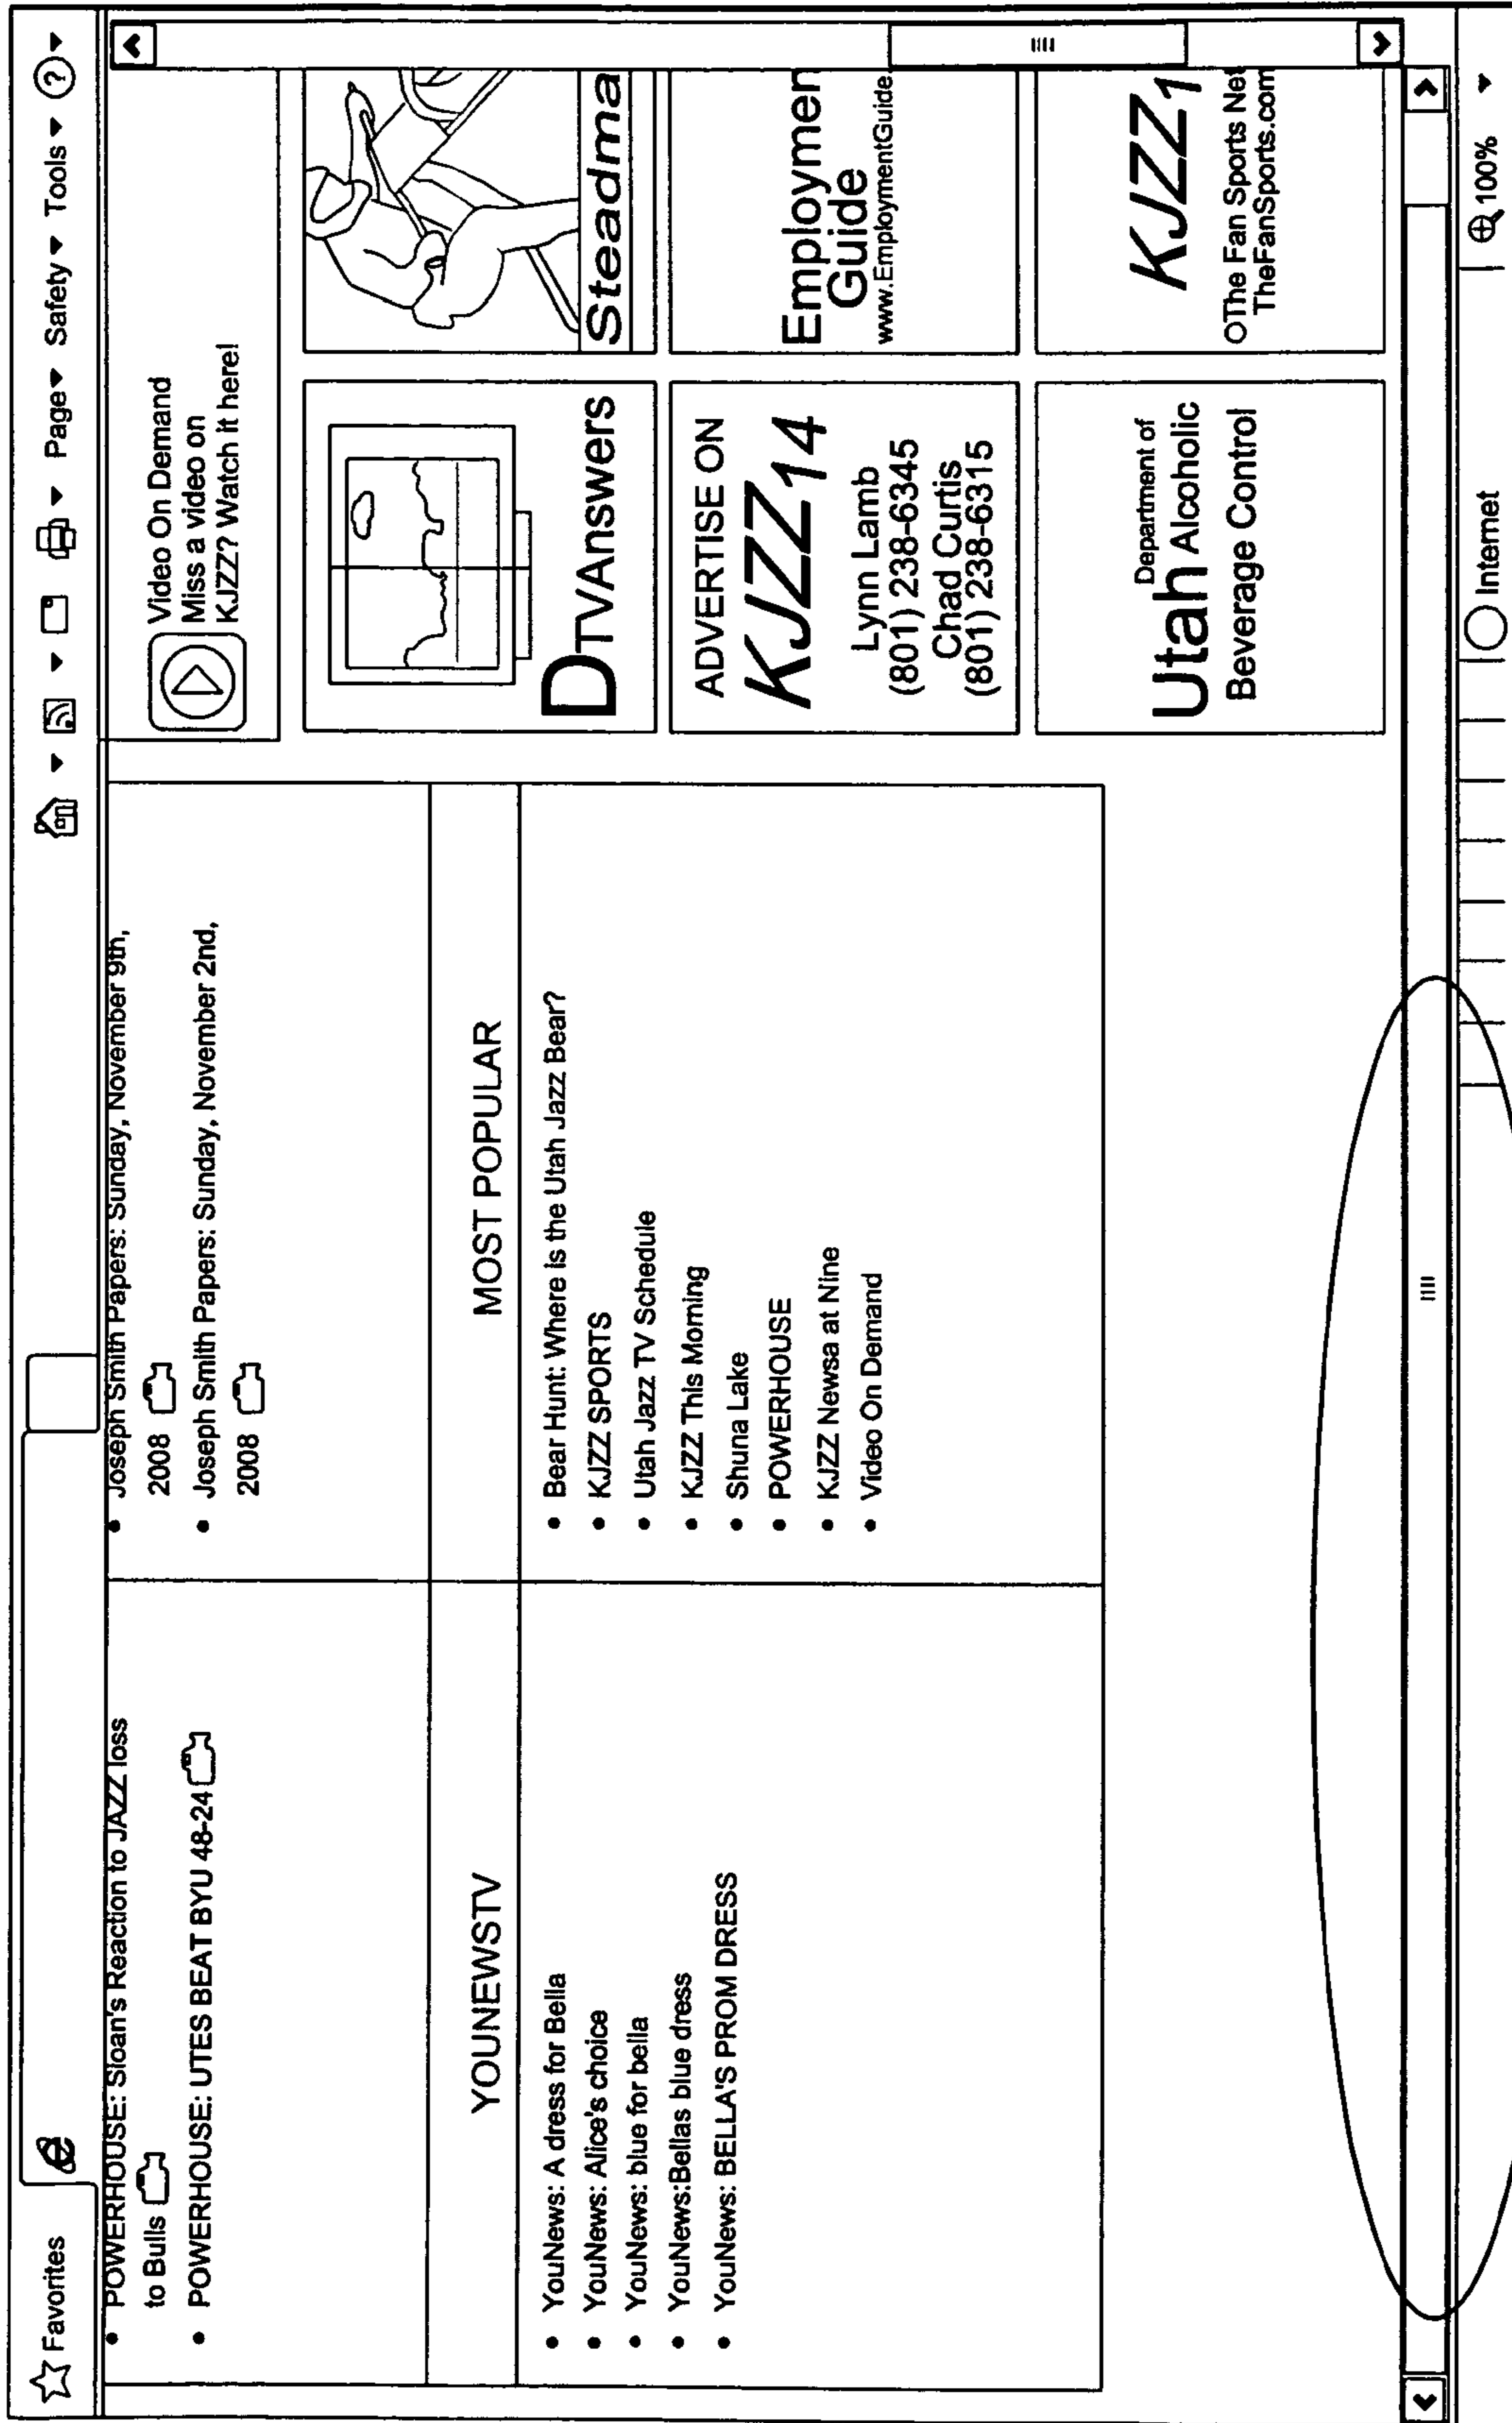 Favorites
Page Safety Tools ?
• POWERHOUSE: Sloan's Reaction to JAZZ loss
to Bulls
• POWERHOUSE: UTES BEAT BYU 48-24
• Joseph Smith Papers: Sunday, November 9th,
2008
• Joseph Smith Papers: Sunday, November 2nd,
2008
YOUNEWSTV
• YouNews: A dress for Bella
• YouNews: Alice's choice
• YouNews: blue for bella
• YouNews:Bellas blue dress
• YouNews: BELLA'S PROM DRESS
MOST POPULAR
• Bear Hunt: Where is the Utah Jazz Bear?
• KJZZ SPORTS
• Utah Jazz TV Schedule
• KJZZ This Morning
• Shuna Lake
• POWERHOUSE
• KJZZ Newsa at Nine
• Video On Demand
Video On Demand
Miss a video on
KJZZ? Watch it here!
DTVAnswers
Steadma
ADVERTISE ON
KJZZ14
Lynn Lamb
(801) 238-6345
Chad Curtis
(801) 238-6315
Employmen
Guide
www.EmploymentGuide
Department of
Utah Alcoholic
Beverage Control
KJZZ1
OThe Fan Sports Net
TheFanSports.com
Internet
100%